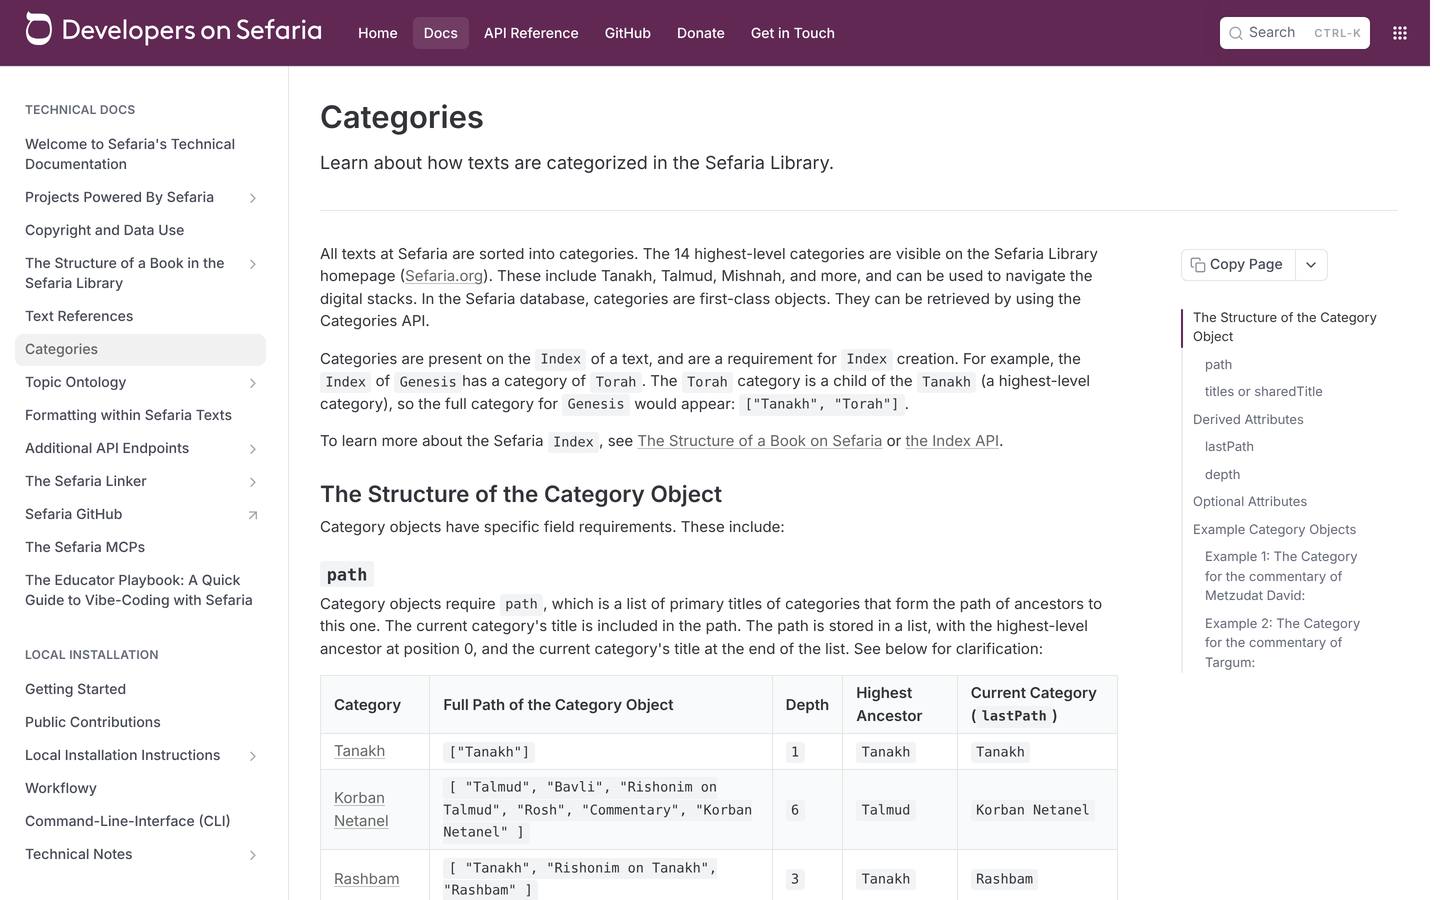 Developers on Sefaria
Home
Docs
API Reference
GitHub
Donate
Get in Touch
Search
CTRL-K
TECHNICAL DOCS
Welcome to Sefaria's Technical
Documentation
Projects Powered By Sefaria
Copyright and Data Use
The Structure of a Book in the
Sefaria Library
Text References
Categories
Topic Ontology
Formatting within Sefaria Texts
Additional API Endpoints
The Sefaria Linker
Sefaria GitHub
The Sefaria MCPs
The Educator Playbook: A Quick
Guide to Vibe-Coding with Sefaria
LOCAL INSTALLATION
Getting Started
Public Contributions
Local Installation Instructions
Workflowy
Command-Line-Interface (CLI)
Technical Notes
Categories
Learn about how texts are categorized in the Sefaria Library.
All texts at Sefaria are sorted into categories. The 14 highest-level categories are visible on the Sefaria Library
homepage (Sefaria.org). These include Tanakh, Talmud, Mishnah, and more, and can be used to navigate the
digital stacks. In the Sefaria database, categories are first-class objects. They can be retrieved by using the
Categories API.
Categories are present on the Index of a text, and are a requirement for Index creation. For example, the
Index of Genesis has a category of Torah. The Torah category is a child of the Tanakh (a highest-level
category), so the full category for Genesis would appear: ["Tanakh", "Torah"].
To learn more about the Sefaria Index, see The Structure of a Book on Sefaria or the Index API.
The Structure of the Category Object
Category objects have specific field requirements. These include:
path
Category objects require path, which is a list of primary titles of categories that form the path of ancestors to
this one. The current category's title is included in the path. The path is stored in a list, with the highest-level
ancestor at position 0, and the current category's title at the end of the list. See below for clarification:
Category
Full Path of the Category Object
Depth
Highest
Ancestor
Current Category
( lastPath )
Tanakh
["Tanakh"]
1
Tanakh
Tanakh
Korban
Netanel
[ "Talmud", "Bavli", "Rishonim on
Talmud", "Rosh", "Commentary", "Korban
Netanel" ]
6
Talmud
Korban Netanel
Rashbam
[ "Tanakh", "Rishonim on Tanakh",
"Rashbam" ]
3
Tanakh
Rashbam
Copy Page
The Structure of the Category
Object
path
titles or sharedTitle
Derived Attributes
lastPath
depth
Optional Attributes
Example Category Objects
Example 1: The Category
for the commentary of
Metzudat David:
Example 2: The Category
for the commentary of
Targum: